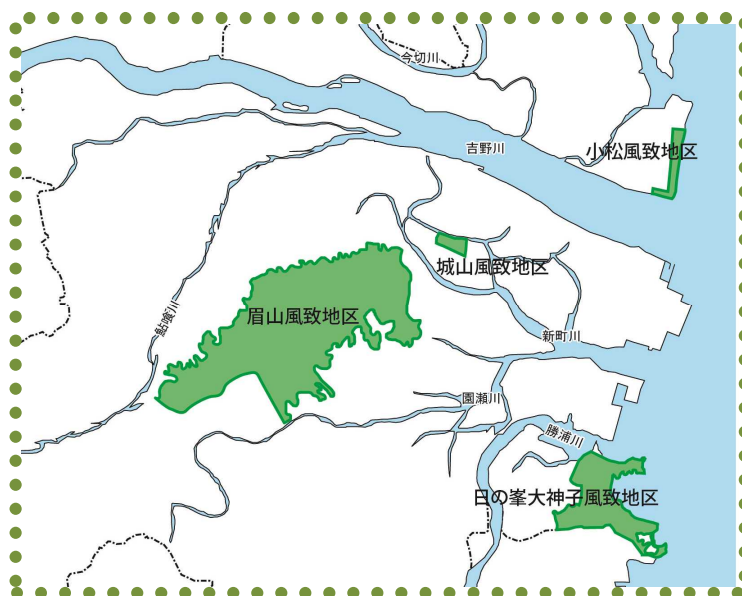 今切川
吉野川
小松風致地区
城山風致地区
鮎喰川
眉山風致地区
新町川
園瀬川
勝浦川
日の峯大神子風致地区